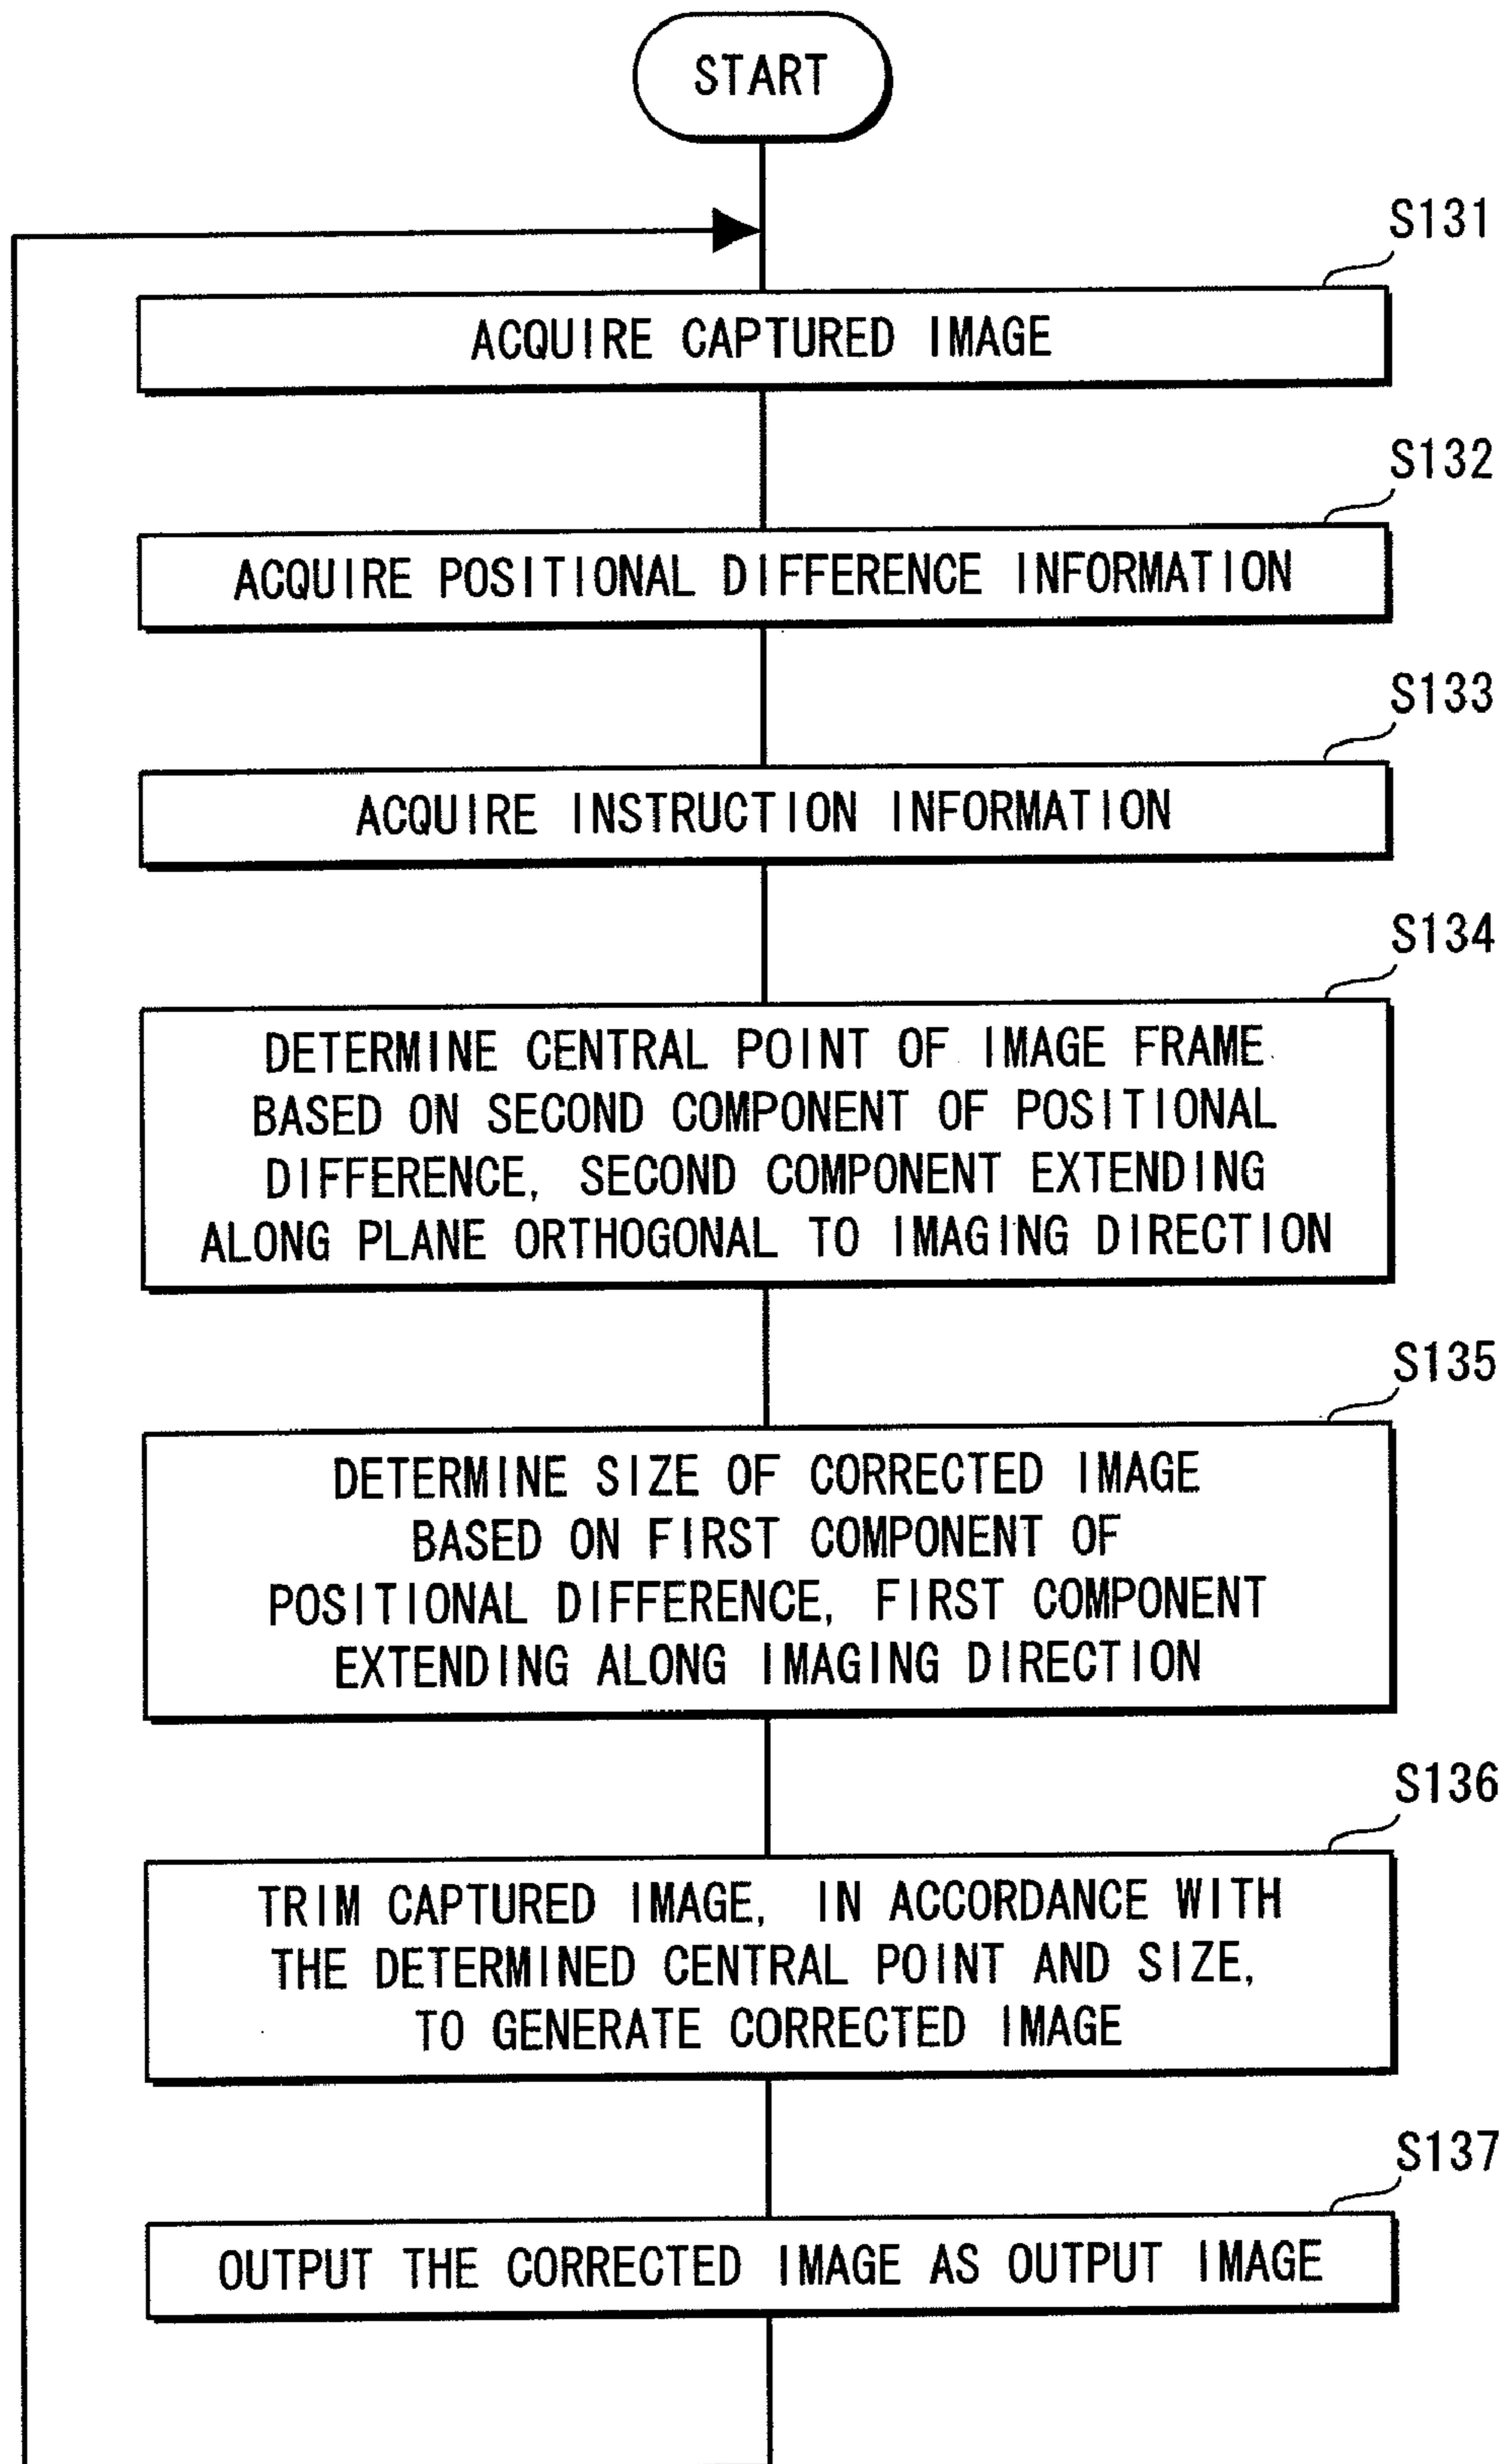 START
S131
ACQUIRE CAPTURED IMAGE
S132
ACQUIRE POSITIONAL DIFFERENCE INFORMATION
S133
ACQUIRE INSTRUCTION INFORMATION
S134
DETERMINE CENTRAL POINT OF IMAGE FRAME
BASED ON SECOND COMPONENT OF POSITIONAL
DIFFERENCE, SECOND COMPONENT EXTENDING
ALONG PLANE ORTHOGONAL TO IMAGING DIRECTION
S135
DETERMINE SIZE OF CORRECTED IMAGE
BASED ON FIRST COMPONENT OF
POSITIONAL DIFFERENCE, FIRST COMPONENT
EXTENDING ALONG IMAGING DIRECTION
S136
TRIM CAPTURED IMAGE, IN ACCORDANCE WITH
THE DETERMINED CENTRAL POINT AND SIZE,
TO GENERATE CORRECTED IMAGE
S137
OUTPUT THE CORRECTED IMAGE AS OUTPUT IMAGE